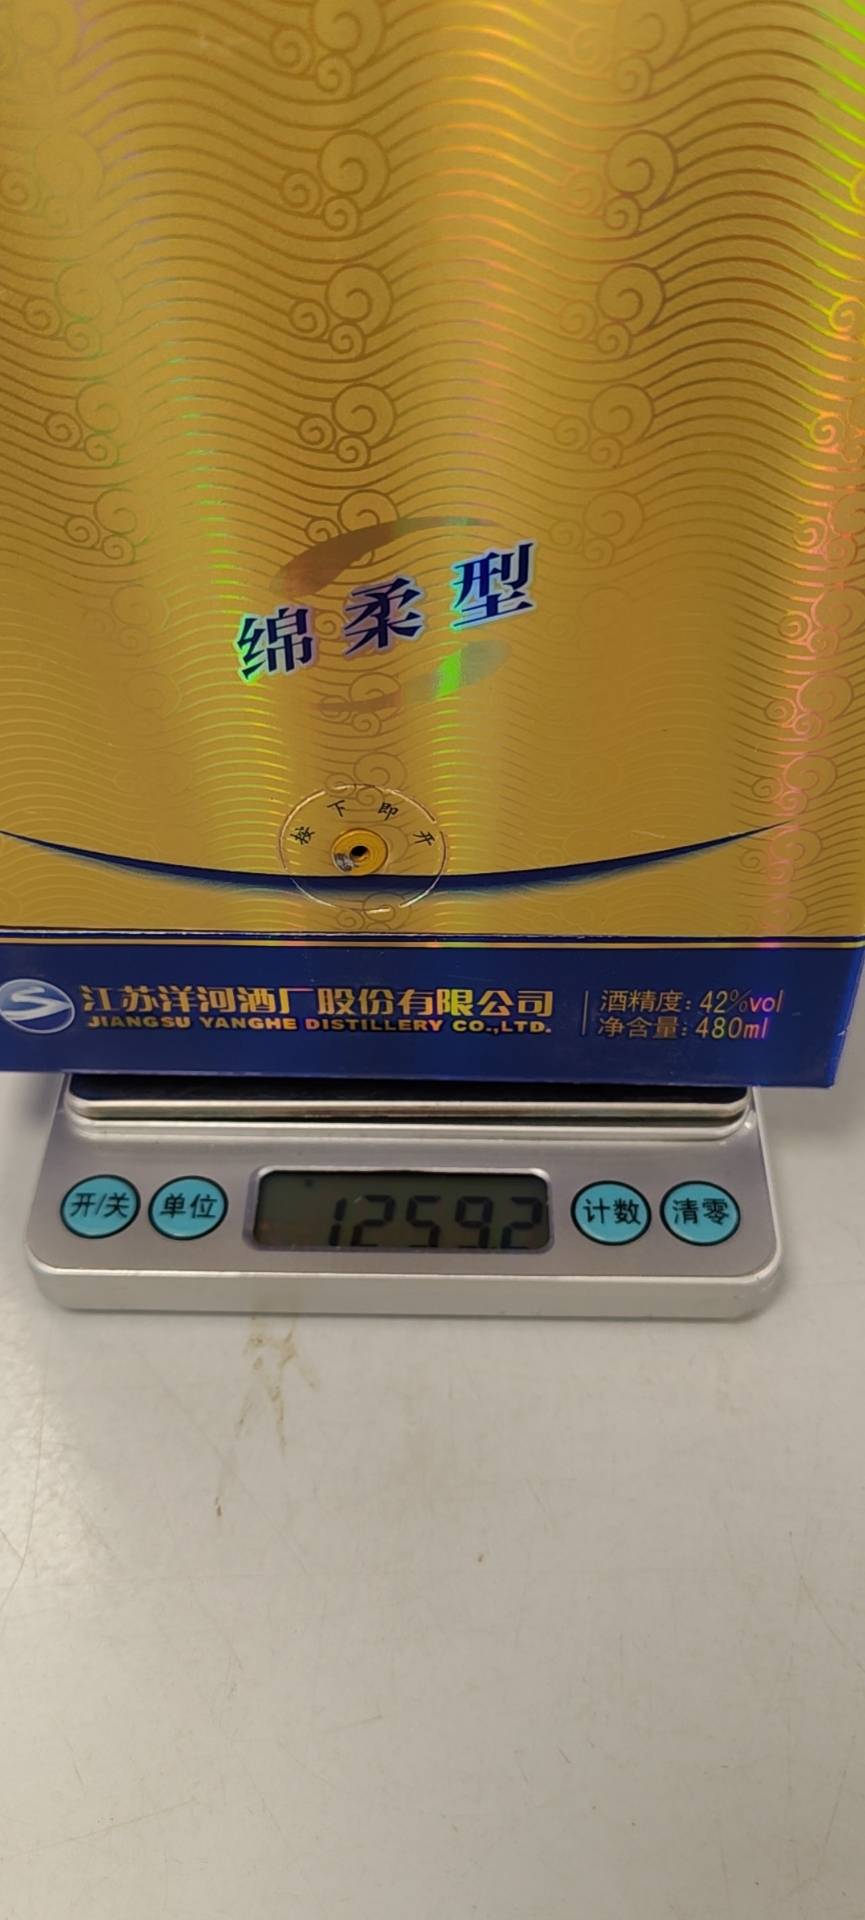 绵柔型
按下即开
江苏洋河酒厂股份有限公司
JIANGSU YANGHE DISTILLERY CO.,LTD.
酒精度：42%vol
净含量：480ml
开/关
单位
12592
计数
清零